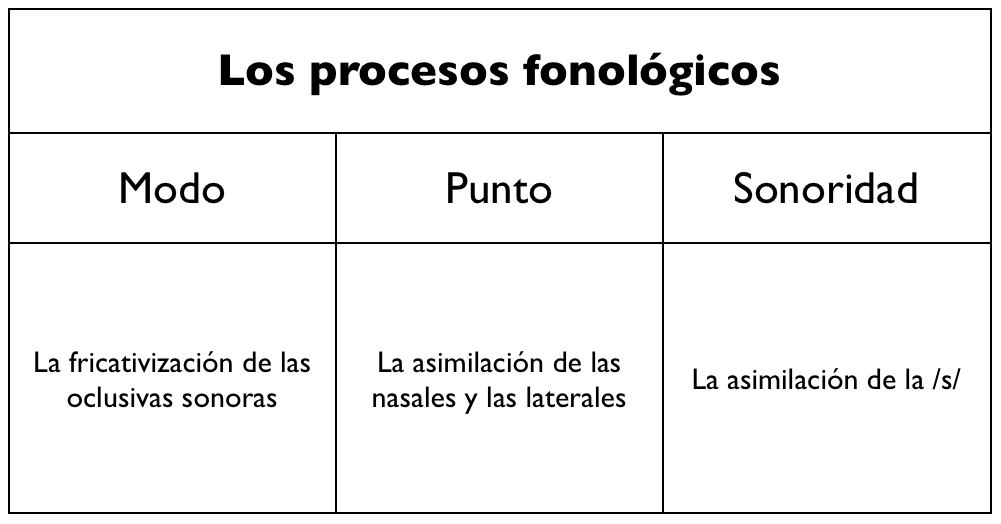 Los procesos fonológicos
Modo
Punto
Sonoridad
La fricativización de las
oclusivas sonoras
La asimilación de las
nasales y las laterales
La asimilación de la /s/